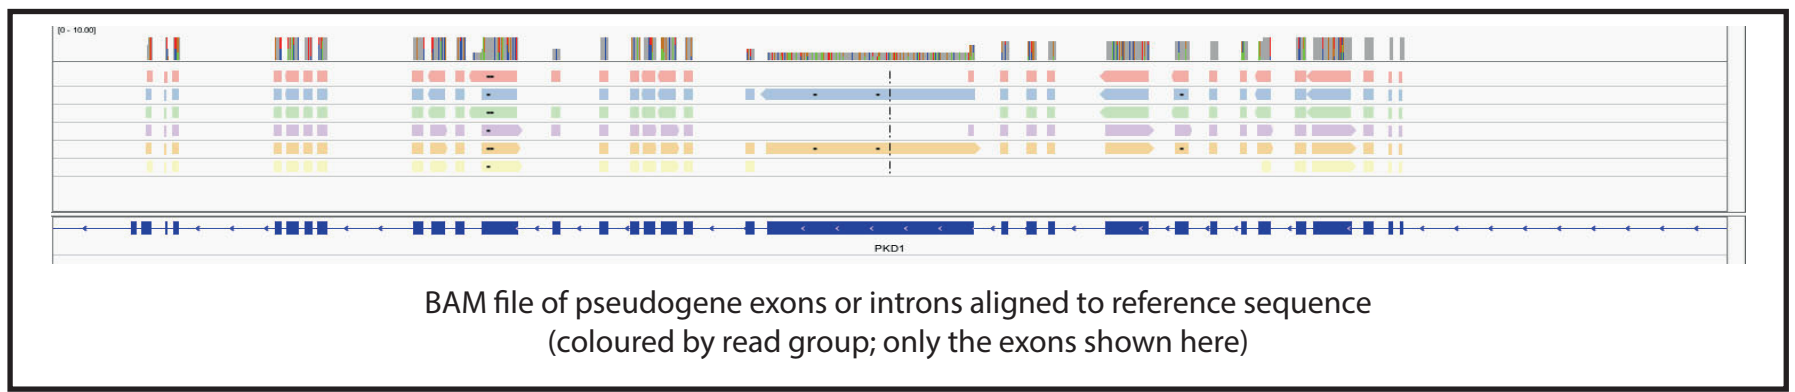 [0 - 10.00]
PKD1
BAM file of pseudogene exons or introns aligned to reference sequence
(coloured by read group; only the exons shown here)